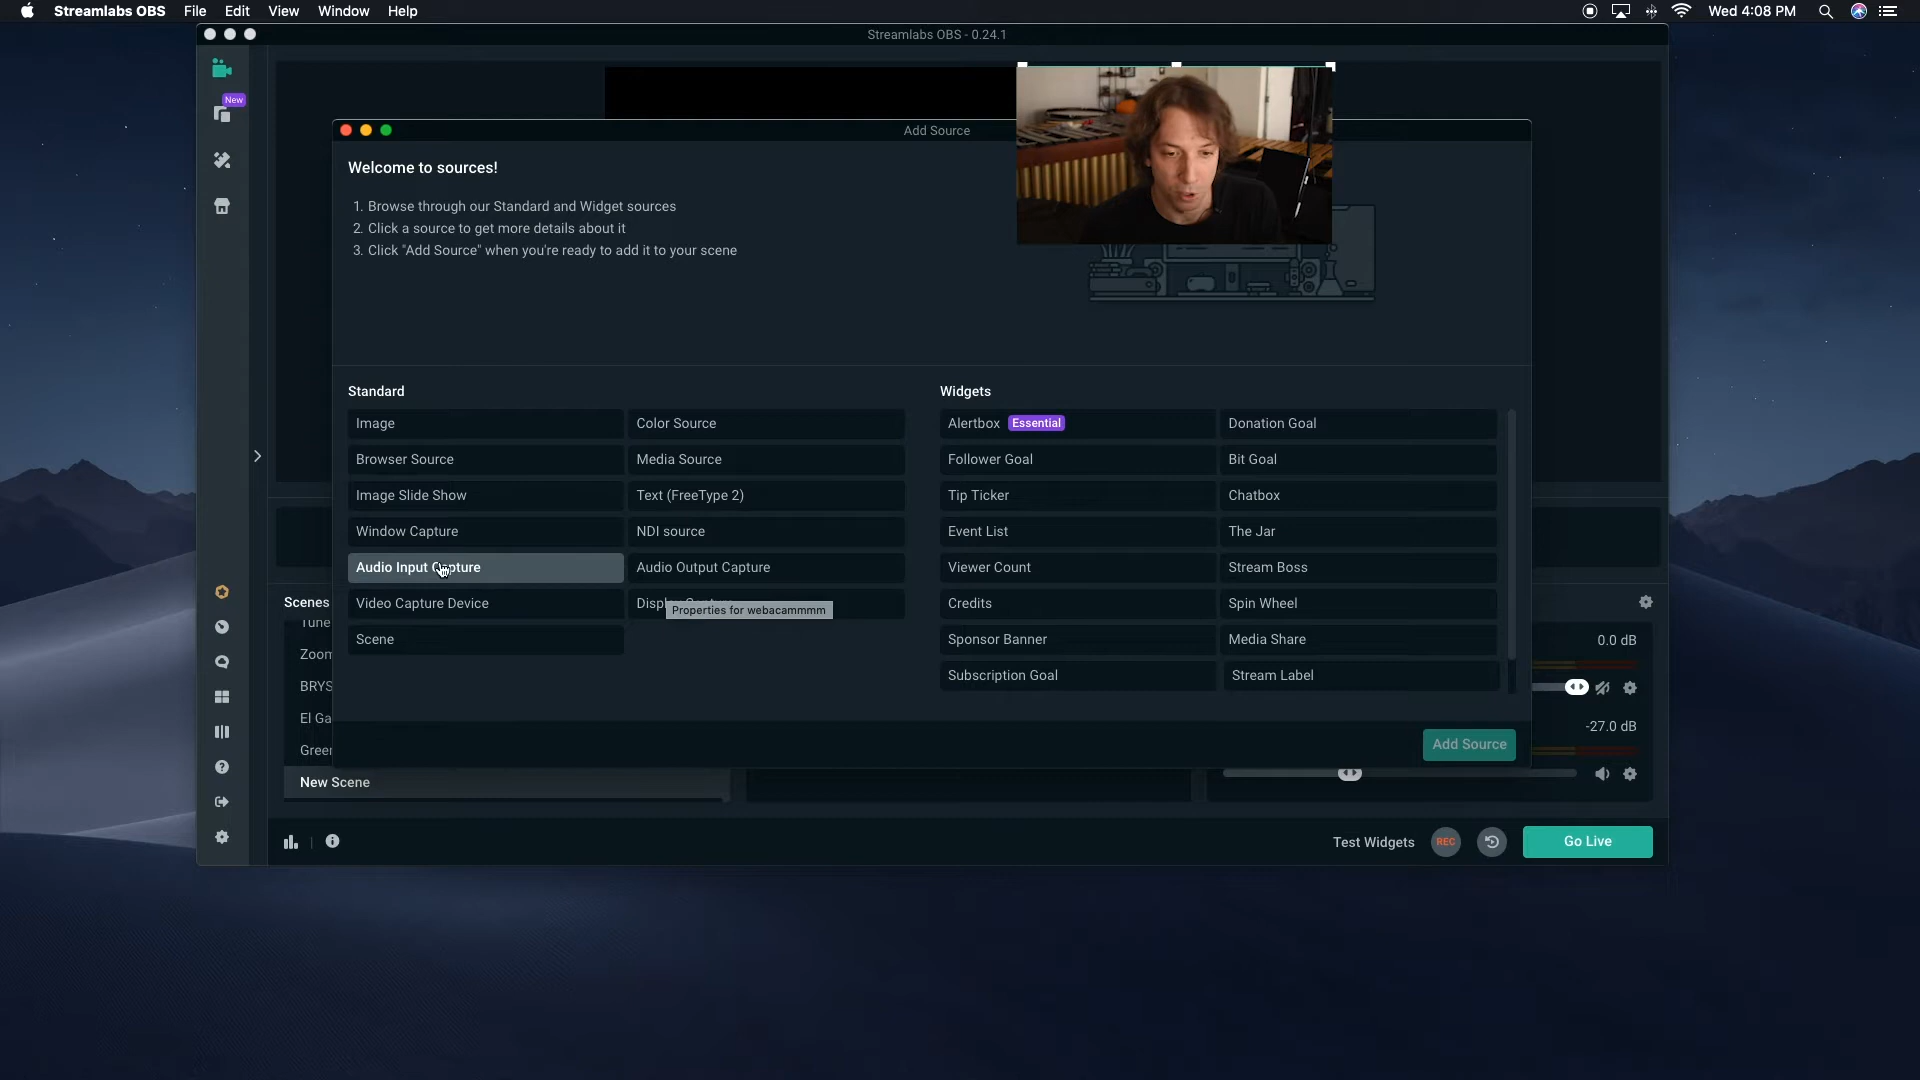 Streamlabs OBS File Edit View Window Help
Wed 4:08 PM
Streamlabs OBS - 0.24.1
New
Add Source
Welcome to sources!
1. Browse through our Standard and Widget sources
2. Click a source to get more details about it
3. Click "Add Source" when you're ready to add it to your scene
Standard
Image
Color Source
Browser Source
Media Source
Image Slide Show
Text (FreeType 2)
Window Capture
NDI source
Audio Input Capture
Audio Output Capture
Video Capture Device
Properties for webacammmm
Scene
Widgets
Alertbox Essential
Donation Goal
Follower Goal
Bit Goal
Tip Ticker
Chatbox
Event List
The Jar
Viewer Count
Stream Boss
Credits
Spin Wheel
Sponsor Banner
Media Share
Subscription Goal
Stream Label
Add Source
Scenes
Zoom
BRYS
El Ga
Green
New Scene
0.0 dB
-27.0 dB
Test Widgets
REC
Go Live